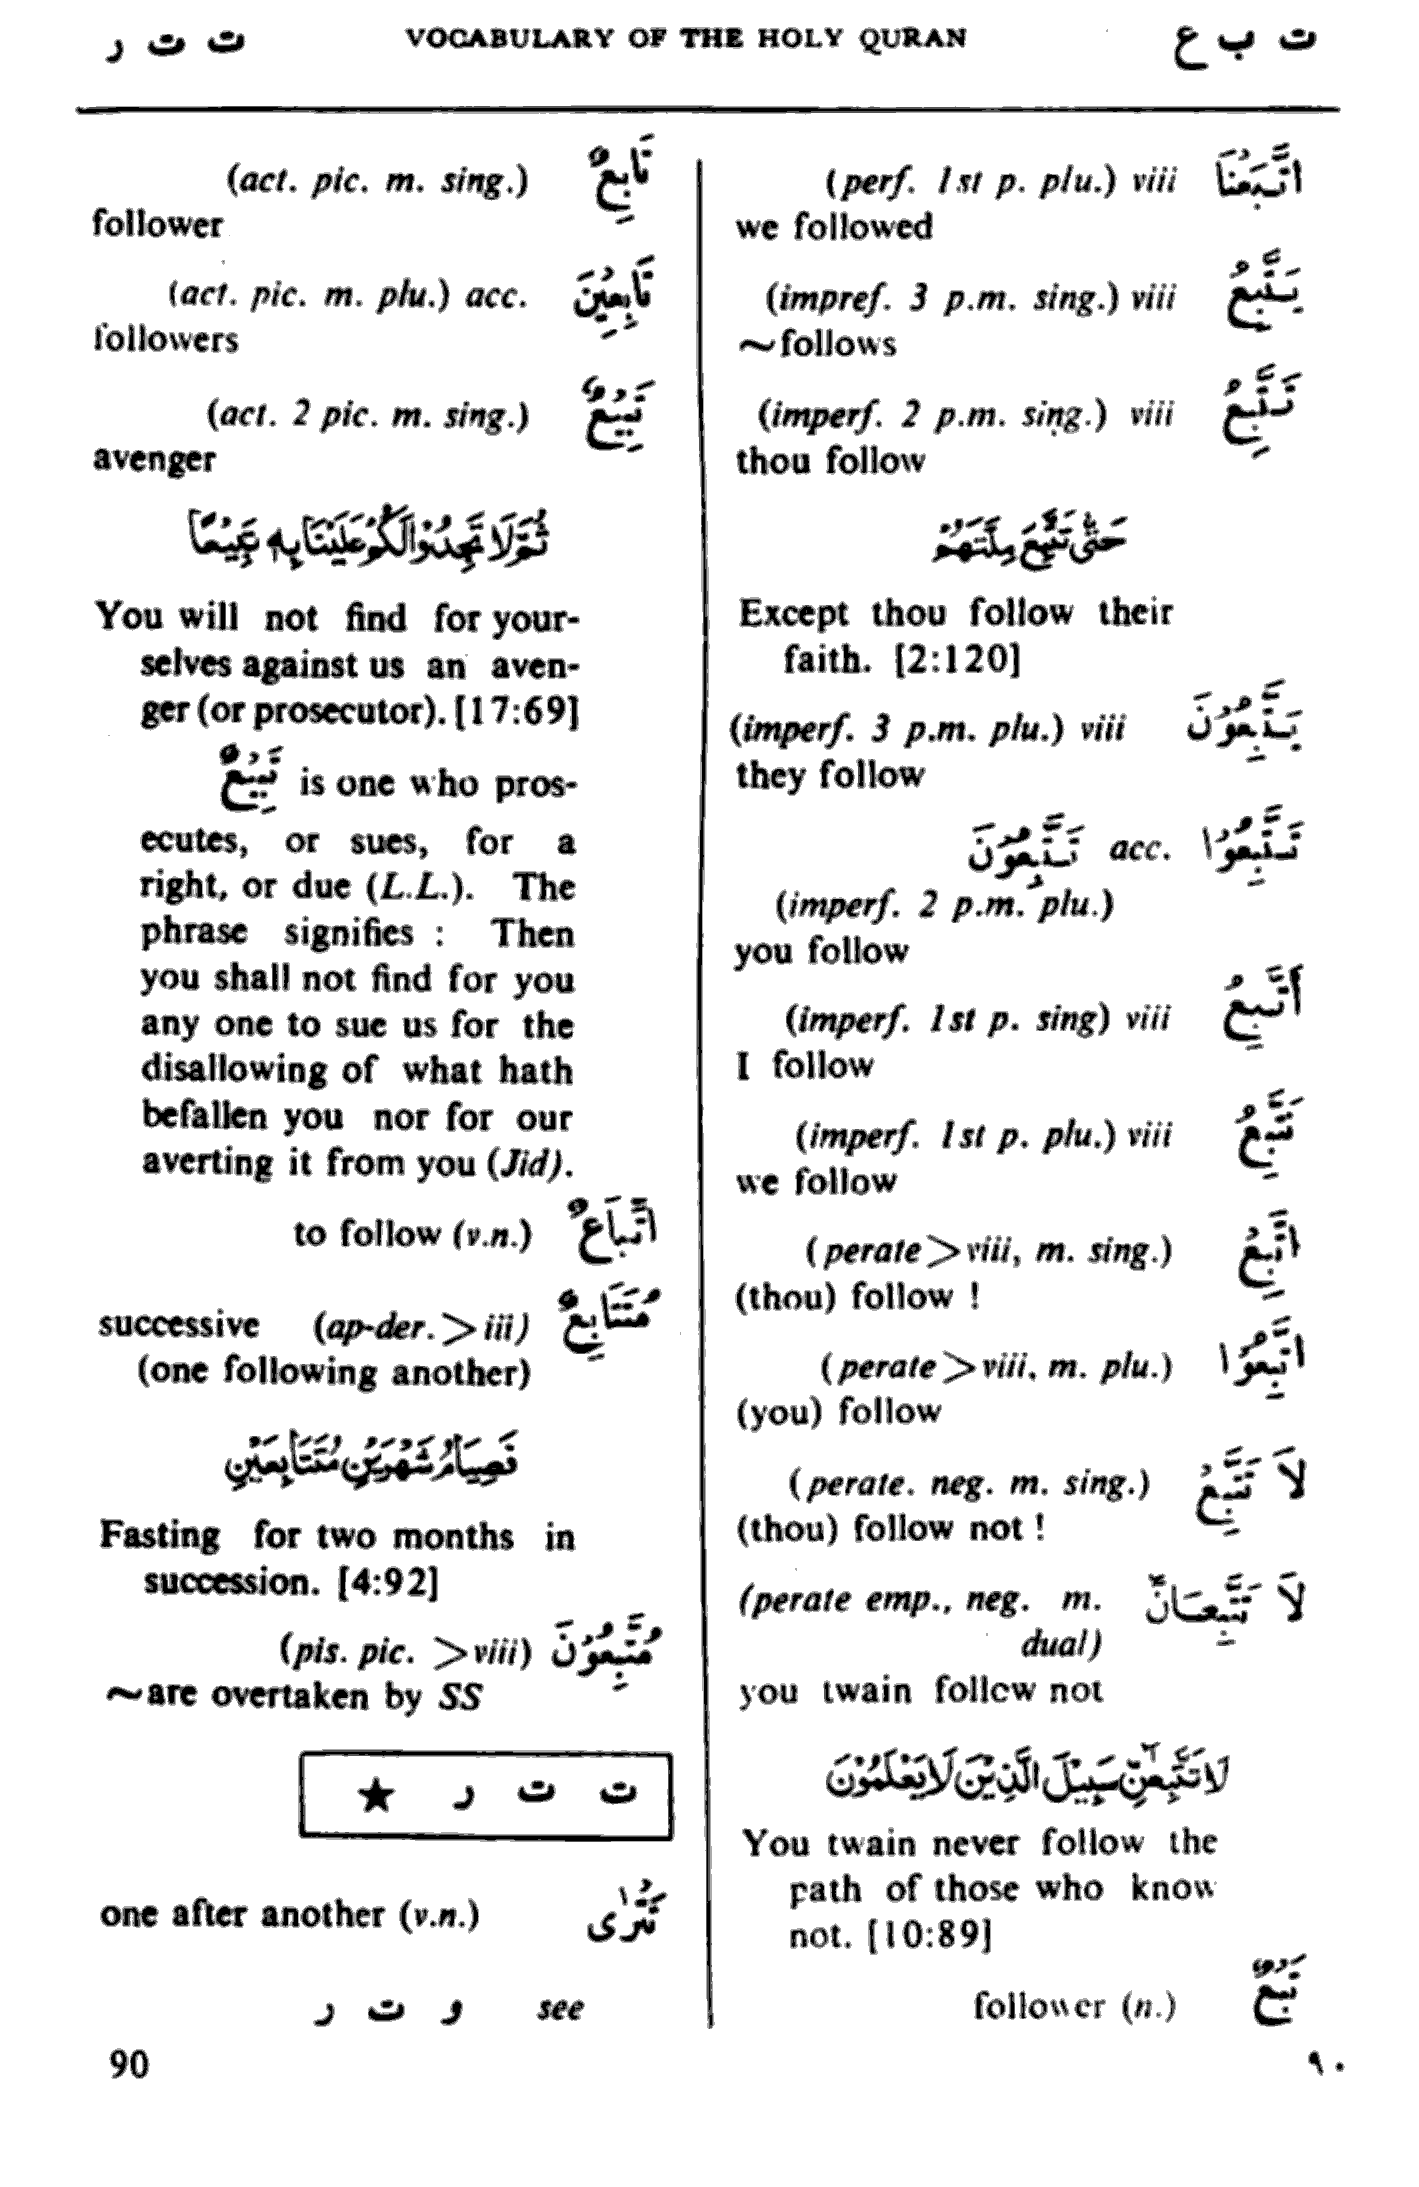 ت ت ر VOCABULARY OF THE HOLY QURAN ت ب ع
(perf. 1st p. plu.) viii اتَّبَعْنَا
we followed
(impref. 3 p.m. sing.) viii يَتَّبِعُ
~follows
(imperf. 2 p.m. sing.) viii تَتَّبِعُ
thou follow
حَتّٰى تَتَّبِعَ مِلَّتَهُمْ
Except thou follow their
faith. [2:120]
(imperf. 3 p.m. plu.) viii يَتَّبِعُوْنَ
they follow
تَتَّبِعُوْنَ acc. تَتَّبِعُوْا
(imperf. 2 p.m. plu.)
you follow
(imperf. 1st p. sing) viii أَتَّبِعُ
I follow
(imperf. 1st p. plu.) viii نَتَّبِعُ
we follow
(perate>viii, m. sing.) اتَّبِعْ
(thou) follow !
(perate>viii, m. plu.) اتَّبِعُوْا
(you) follow
(perate. neg. m. sing.) لاَ تَتَّبِعْ
(thou) follow not !
(perate emp., neg. m. لاَ تَتَّبِعَانِّ
dual)
you twain follow not
لَا تَتَّبِعٰٓنِّ سَبِيْلَ الَّذِيْنَ لَا يَعْلَمُوْنَ
You twain never follow the
path of those who know
not. [10:89]
follower (n.) تَبَعٌ
(act. pic. m. sing.) تَابِعٌ
follower
(act. pic. m. plu.) acc. تَابِعِيْنَ
followers
(act. 2 pic. m. sing.) تَبِيْعٌ
avenger
ثُمَّ لَا تَجِدُوْا لَكُمْ عَلَيْنَا بِهٖ تَبِيْعًا
You will not find for your-
selves against us an aven-
ger (or prosecutor). [17:69]
تَبِيْعٌ is one who pros-
ecutes, or sues, for a
right, or due (L.L.). The
phrase signifies : Then
you shall not find for you
any one to sue us for the
disallowing of what hath
befallen you nor for our
averting it from you (Jid).
to follow (v.n.) اتِّبَاعٌ
successive (ap-der.>iii) مُتَتَابِعٌ
(one following another)
فَصِيَامُ شَهْرَيْنِ مُتَتَابِعَيْنِ
Fasting for two months in
succession. [4:92]
(pis. pic. >viii) مُتَّبَعُوْنَ
~are overtaken by SS
ت ت ر ★
one after another (v.n.) تَتْرٰى
see و ت ر
90 ٩٠